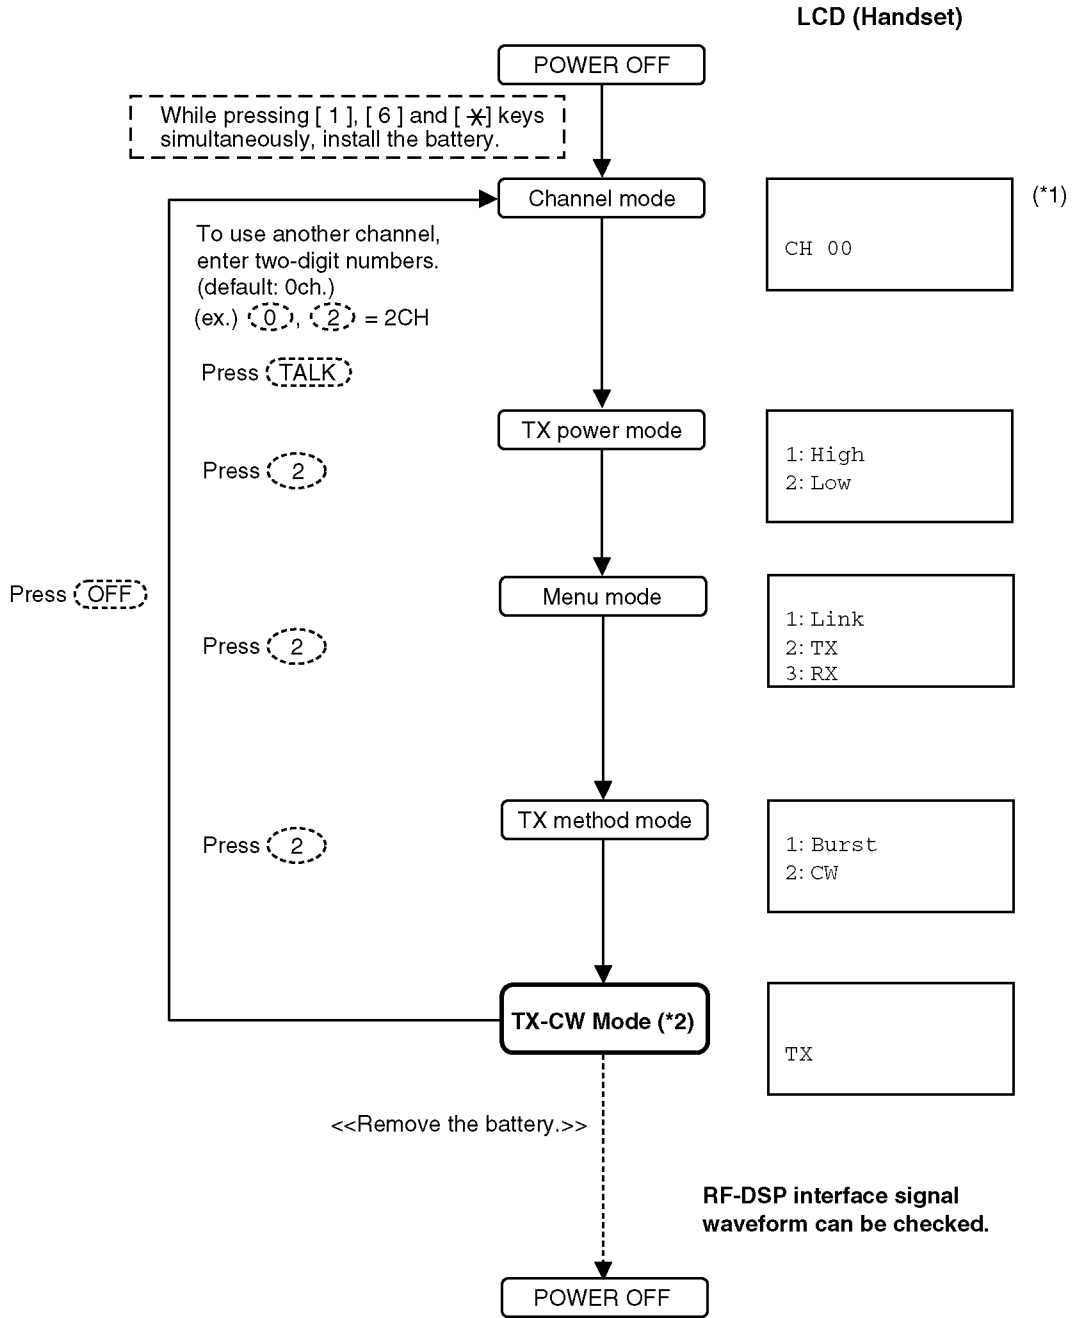 LCD (Handset)
POWER OFF
While pressing [ 1 ], [ 6 ] and [ * ] keys
simultaneously, install the battery.
Channel mode
(*1)
CH 00
To use another channel,
enter two-digit numbers.
(default: 0ch.)
(ex.) 0, 2 = 2CH
Press TALK
TX power mode
1: High
2: Low
Press 2
Menu mode
Press OFF
1: Link
2: TX
3: RX
Press 2
TX method mode
1: Burst
2: CW
Press 2
TX-CW Mode (*2)
TX
<<Remove the battery.>>
RF-DSP interface signal
waveform can be checked.
POWER OFF